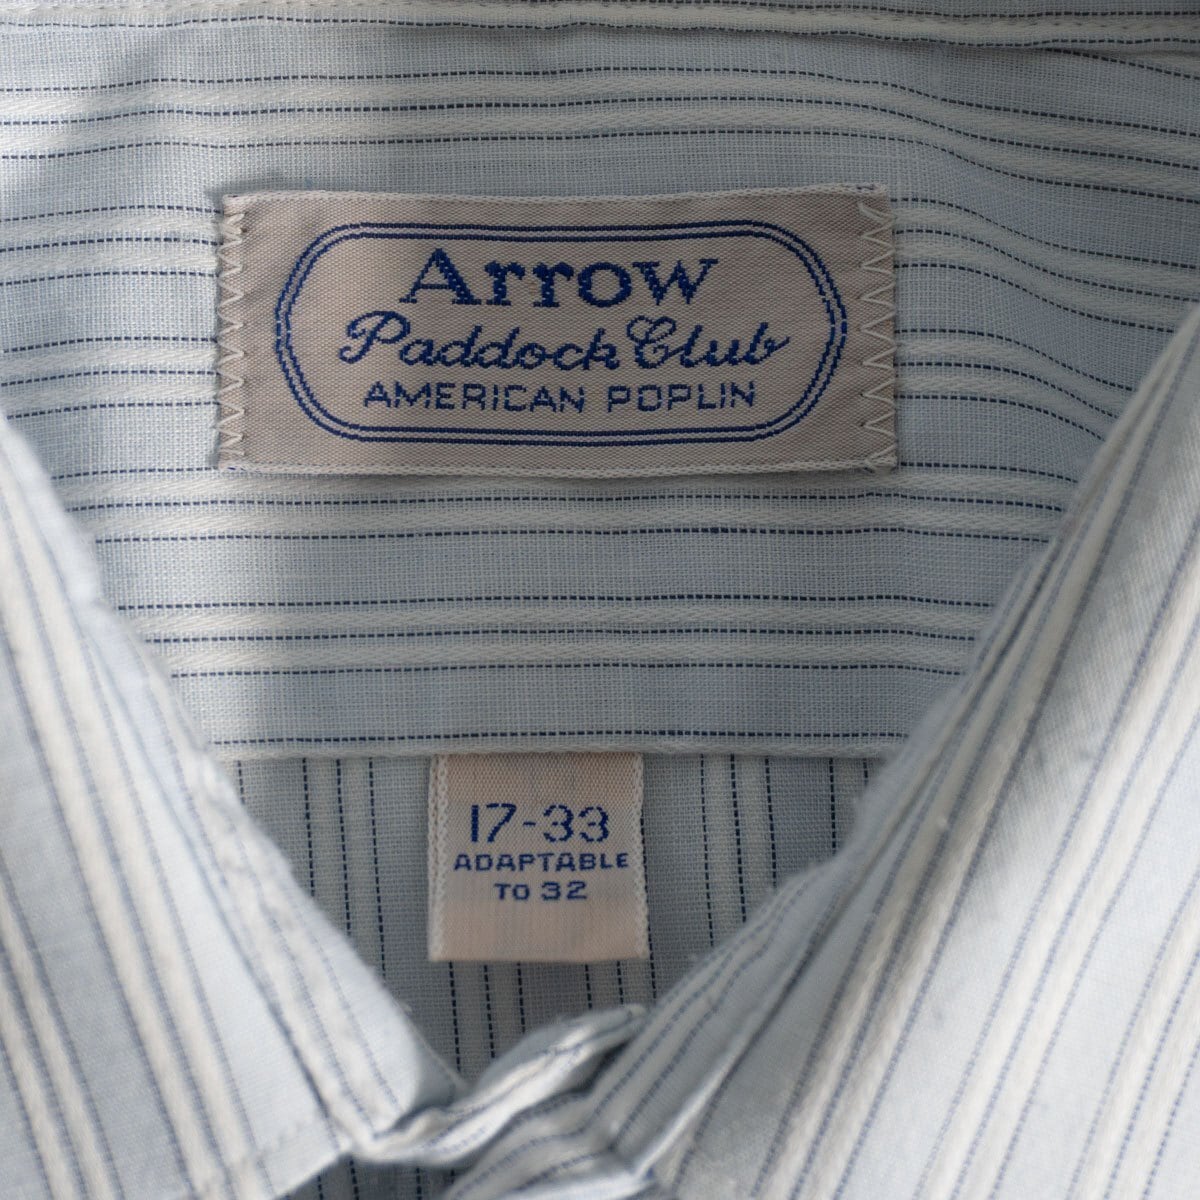 Arrow
Paddock Club
AMERICAN POPLIN
17-33
ADAPTABLE
TO 32